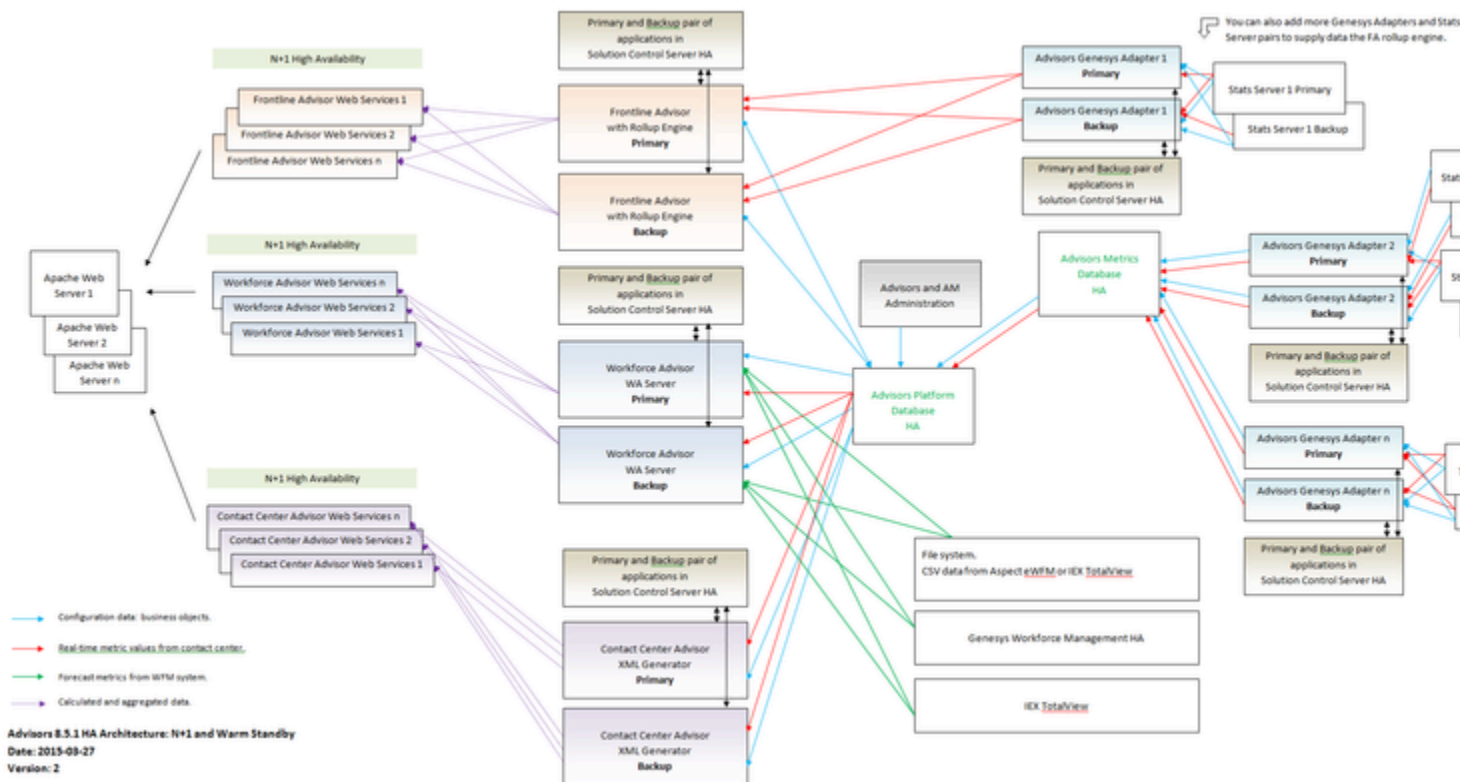 Primary and Backup pair of
applications in
Solution Control Server HA
You can also add more Genesys Adapters and Stats
Server pairs to supply data the FA rollup engine.
N+1 High Availability
Frontline Advisor Web Services 1
Frontline Advisor Web Services 2
Frontline Advisor Web Services n
Frontline Advisor
with Rollup Engine
Primary
Frontline Advisor
with Rollup Engine
Backup
Advisors Genesys Adapter 1
Primary
Advisors Genesys Adapter 1
Backup
Stats Server 1 Primary
Stats Server 1 Backup
Primary and Backup pair of
applications in
Solution Control Server HA
N+1 High Availability
Apache Web
Server 1
Apache Web
Server 2
Apache Web
Server n
Workforce Advisor Web Services n
Workforce Advisor Web Services 2
Workforce Advisor Web Services 1
Primary and Backup pair of
applications in
Solution Control Server HA
Workforce Advisor
WA Server
Primary
Workforce Advisor
WA Server
Backup
Advisors and AM
Administration
Advisors Metrics
Database
HA
Advisors Platform
Database
HA
Advisors Genesys Adapter 2
Primary
Advisors Genesys Adapter 2
Backup
Primary and Backup pair of
applications in
Solution Control Server HA
Advisors Genesys Adapter n
Primary
Advisors Genesys Adapter n
Backup
Primary and Backup pair of
applications in
Solution Control Server HA
N+1 High Availability
Contact Center Advisor Web Services n
Contact Center Advisor Web Services 2
Contact Center Advisor Web Services 1
Primary and Backup pair of
applications in
Solution Control Server HA
Contact Center Advisor
XML Generator
Primary
Contact Center Advisor
XML Generator
Backup
File system.
CSV data from Aspect eWFM or IEX TotalView
Genesys Workforce Management HA
IEX TotalView
Configuration data: business objects.
Real-time metric values from contact center.
Forecast metrics from WFM system.
Calculated and aggregated data.
Advisors 8.5.1 HA Architecture: N+1 and Warm Standby
Date: 2015-03-27
Version: 2